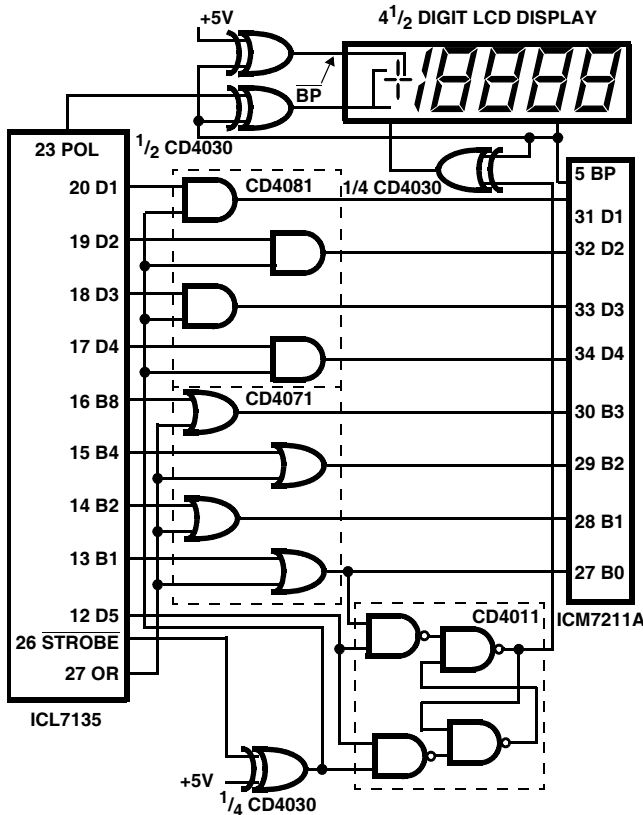 +5V
4 1/2 DIGIT LCD DISPLAY
BP
1/2 CD4030
23 POL
CD4081
1/4 CD4030
5 BP
20 D1
31 D1
19 D2
32 D2
18 D3
33 D3
17 D4
34 D4
CD4071
16 B8
30 B3
15 B4
29 B2
14 B2
28 B1
13 B1
27 B0
12 D5
CD4011
ICM7211A
26 STROBE
27 OR
ICL7135
+5V
1/4 CD4030